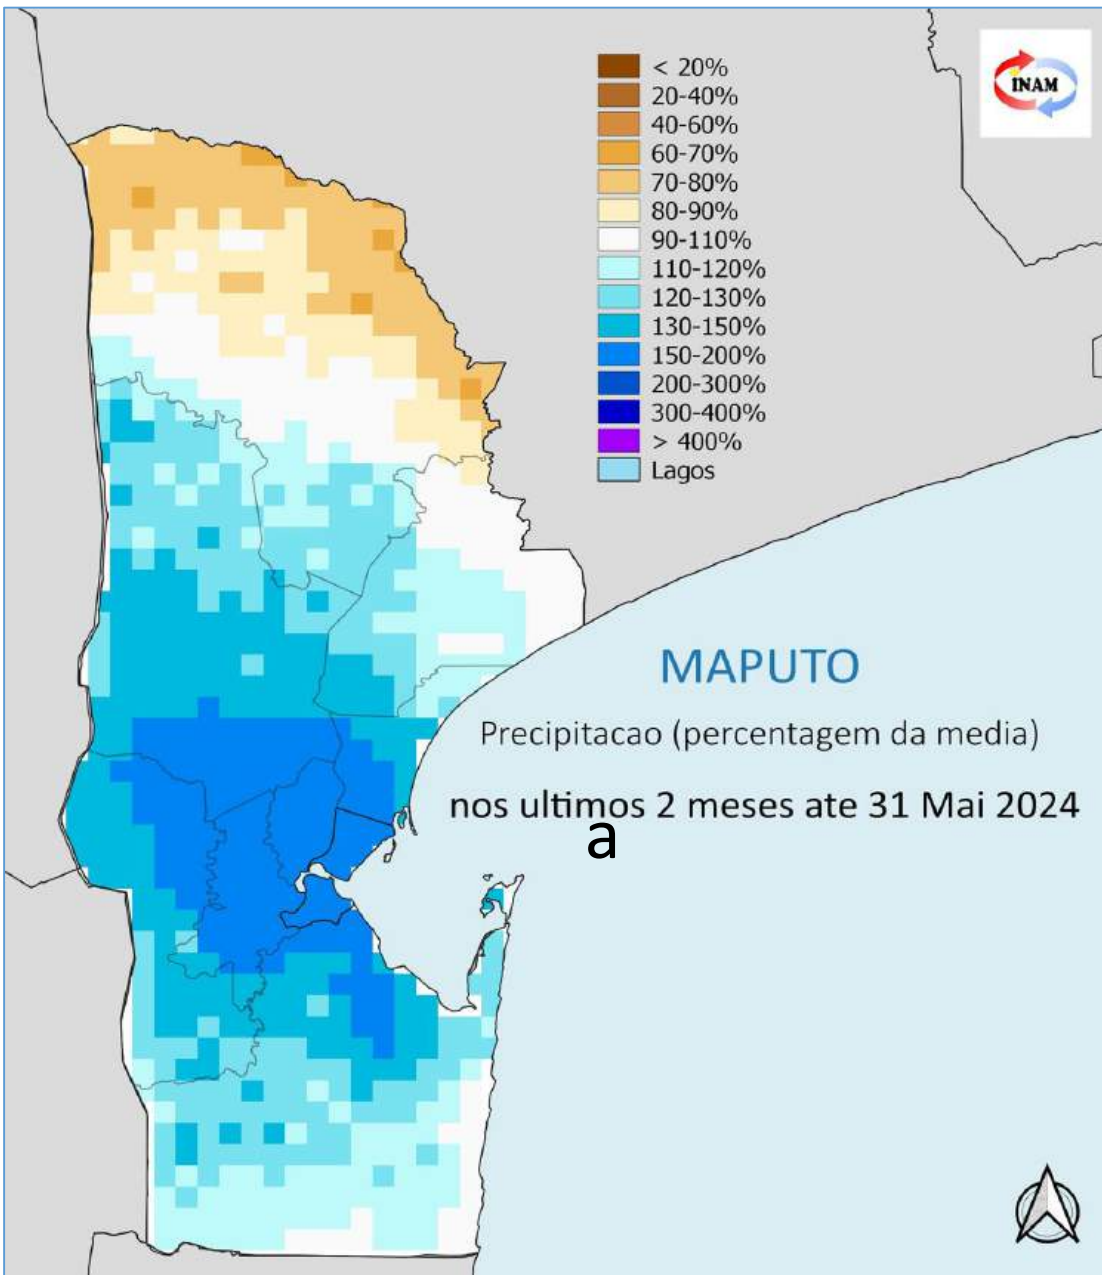 INAM
< 20%
20-40%
40-60%
60-70%
70-80%
80-90%
90-110%
110-120%
120-130%
130-150%
150-200%
200-300%
300-400%
> 400%
Lagos
MAPUTO
Precipitacao (percentagem da media)
nos ultimos 2 meses ate 31 Mai 2024
a